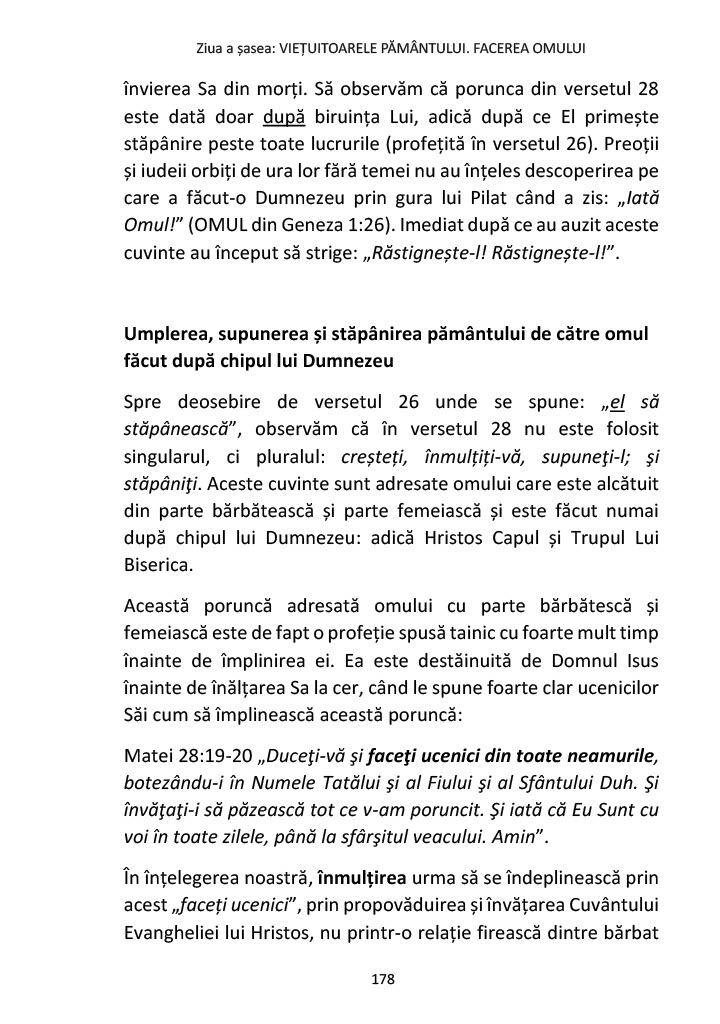 Ziua a șasea: VIEȚUITOARELE PĂMÂNTULUI. FACEREA OMULUI
învierea Sa din morți. Să observăm că porunca din versetul 28
este dată doar după biruința Lui, adică după ce El primește
stăpânire peste toate lucrurile (profețită în versetul 26). Preoții
și iudeii orbiți de ura lor fără temei nu au înțeles descoperirea pe
care a făcut-o Dumnezeu prin gura lui Pilat când a zis: „Iată
Omul!” (OMUL din Geneza 1:26). Imediat după ce au auzit aceste
cuvinte au început să strige: „Răstignește-l! Răstignește-l!”.
Umplerea, supunerea și stăpânirea pământului de către omul
făcut după chipul lui Dumnezeu
Spre deosebire de versetul 26 unde se spune: „el să
stăpânească”, observăm că în versetul 28 nu este folosit
singularul, ci pluralul: creșteți, înmulțiți-vă, supuneţi-l; şi
stăpâniţi. Aceste cuvinte sunt adresate omului care este alcătuit
din parte bărbătească și parte femeiască și este făcut numai
după chipul lui Dumnezeu: adică Hristos Capul și Trupul Lui
Biserica.
Această poruncă adresată omului cu parte bărbătescă și
femeiască este de fapt o profeție spusă tainic cu foarte mult timp
înainte de împlinirea ei. Ea este destăinuită de Domnul Isus
înainte de înălțarea Sa la cer, când le spune foarte clar ucenicilor
Săi cum să împlinească această poruncă:
Matei 28:19-20 „Duceţi-vă şi faceţi ucenici din toate neamurile,
botezându-i în Numele Tatălui şi al Fiului şi al Sfântului Duh. Şi
învăţaţi-i să păzească tot ce v-am poruncit. Şi iată că Eu Sunt cu
voi în toate zilele, până la sfârşitul veacului. Amin”.
În înțelegerea noastră, înmulțirea urma să se îndeplinească prin
acest „faceți ucenici”, prin propovăduirea și învățarea Cuvântului
Evangheliei lui Hristos, nu printr-o relație firească dintre bărbat
178